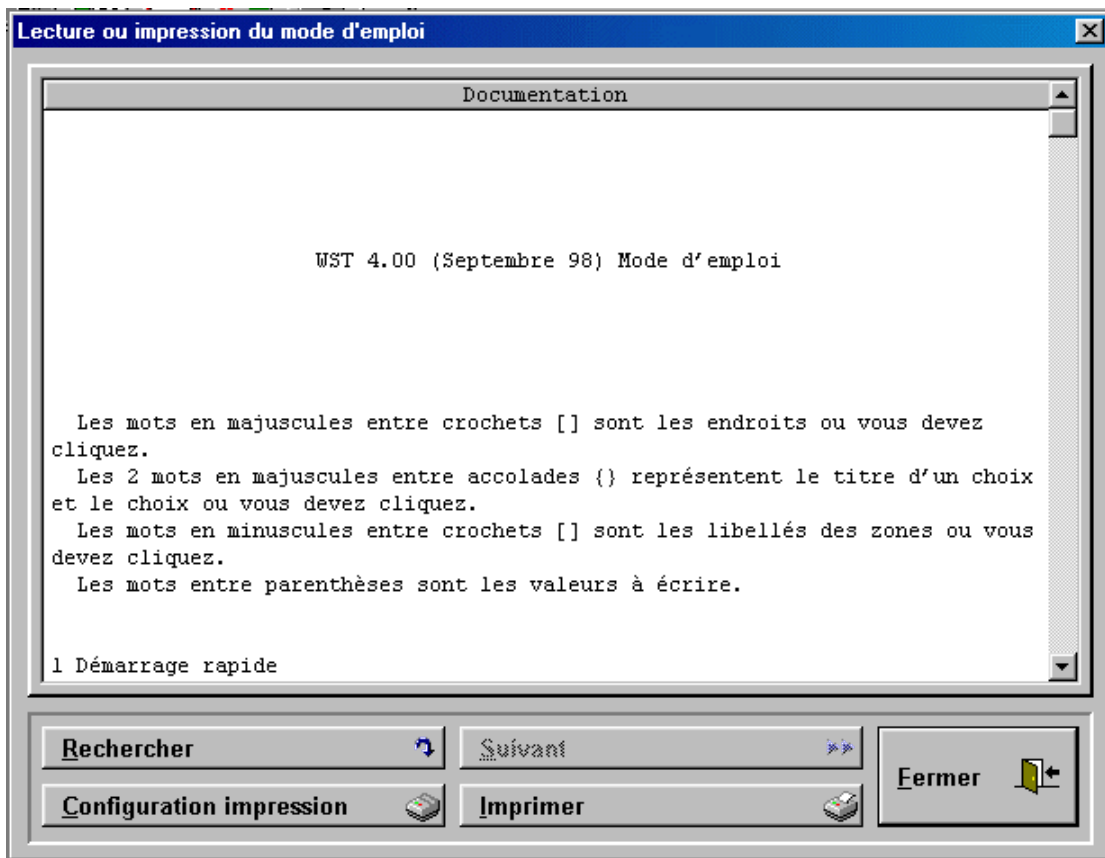 Lecture ou impression du mode d'emploi
Documentation
WST 4.00 (Septembre 98) Mode d'emploi
Les mots en majuscules entre crochets [] sont les endroits ou vous devez
cliquez.
Les 2 mots en majuscules entre accolades {} représentent le titre d'un choix
et le choix ou vous devez cliquez.
Les mots en minuscules entre crochets [] sont les libellés des zones ou vous
devez cliquez.
Les mots entre parenthèses sont les valeurs à écrire.
1 Démarrage rapide
Rechercher
Suivant
Fermer
Configuration impression
Imprimer